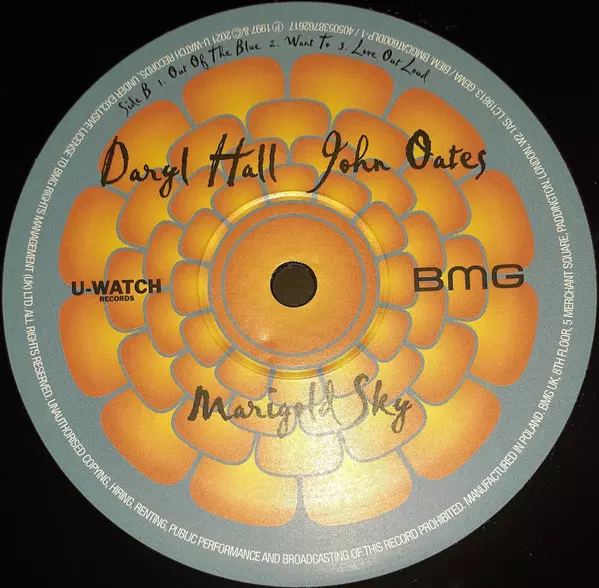 Side B 1. Out Of The Blue 2. Want To 3. Love Out Loud
Daryl Hall John Oates
U-WATCH
RECORDS
BMG
Marigold Sky
℗ 1997 & © 2021 U-WATCH RECORDS, UNDER EXCLUSIVE LICENSE TO BMG RIGHTS MANAGEMENT (UK) LTD. ALL RIGHTS RESERVED, UNAUTHORISED COPYING, HIRING, RENTING, PUBLIC PERFORMANCE AND BROADCASTING OF THIS RECORD PROHIBITED. MANUFACTURED IN POLAND. BMG UK, 8TH FLOOR, 5 MERCHANT SQUARE, PADDINGTON, LONDON, W2 1AS. LC19813 GEMA / BIEM BMGCAT600DLP - 1 / 4050538762617